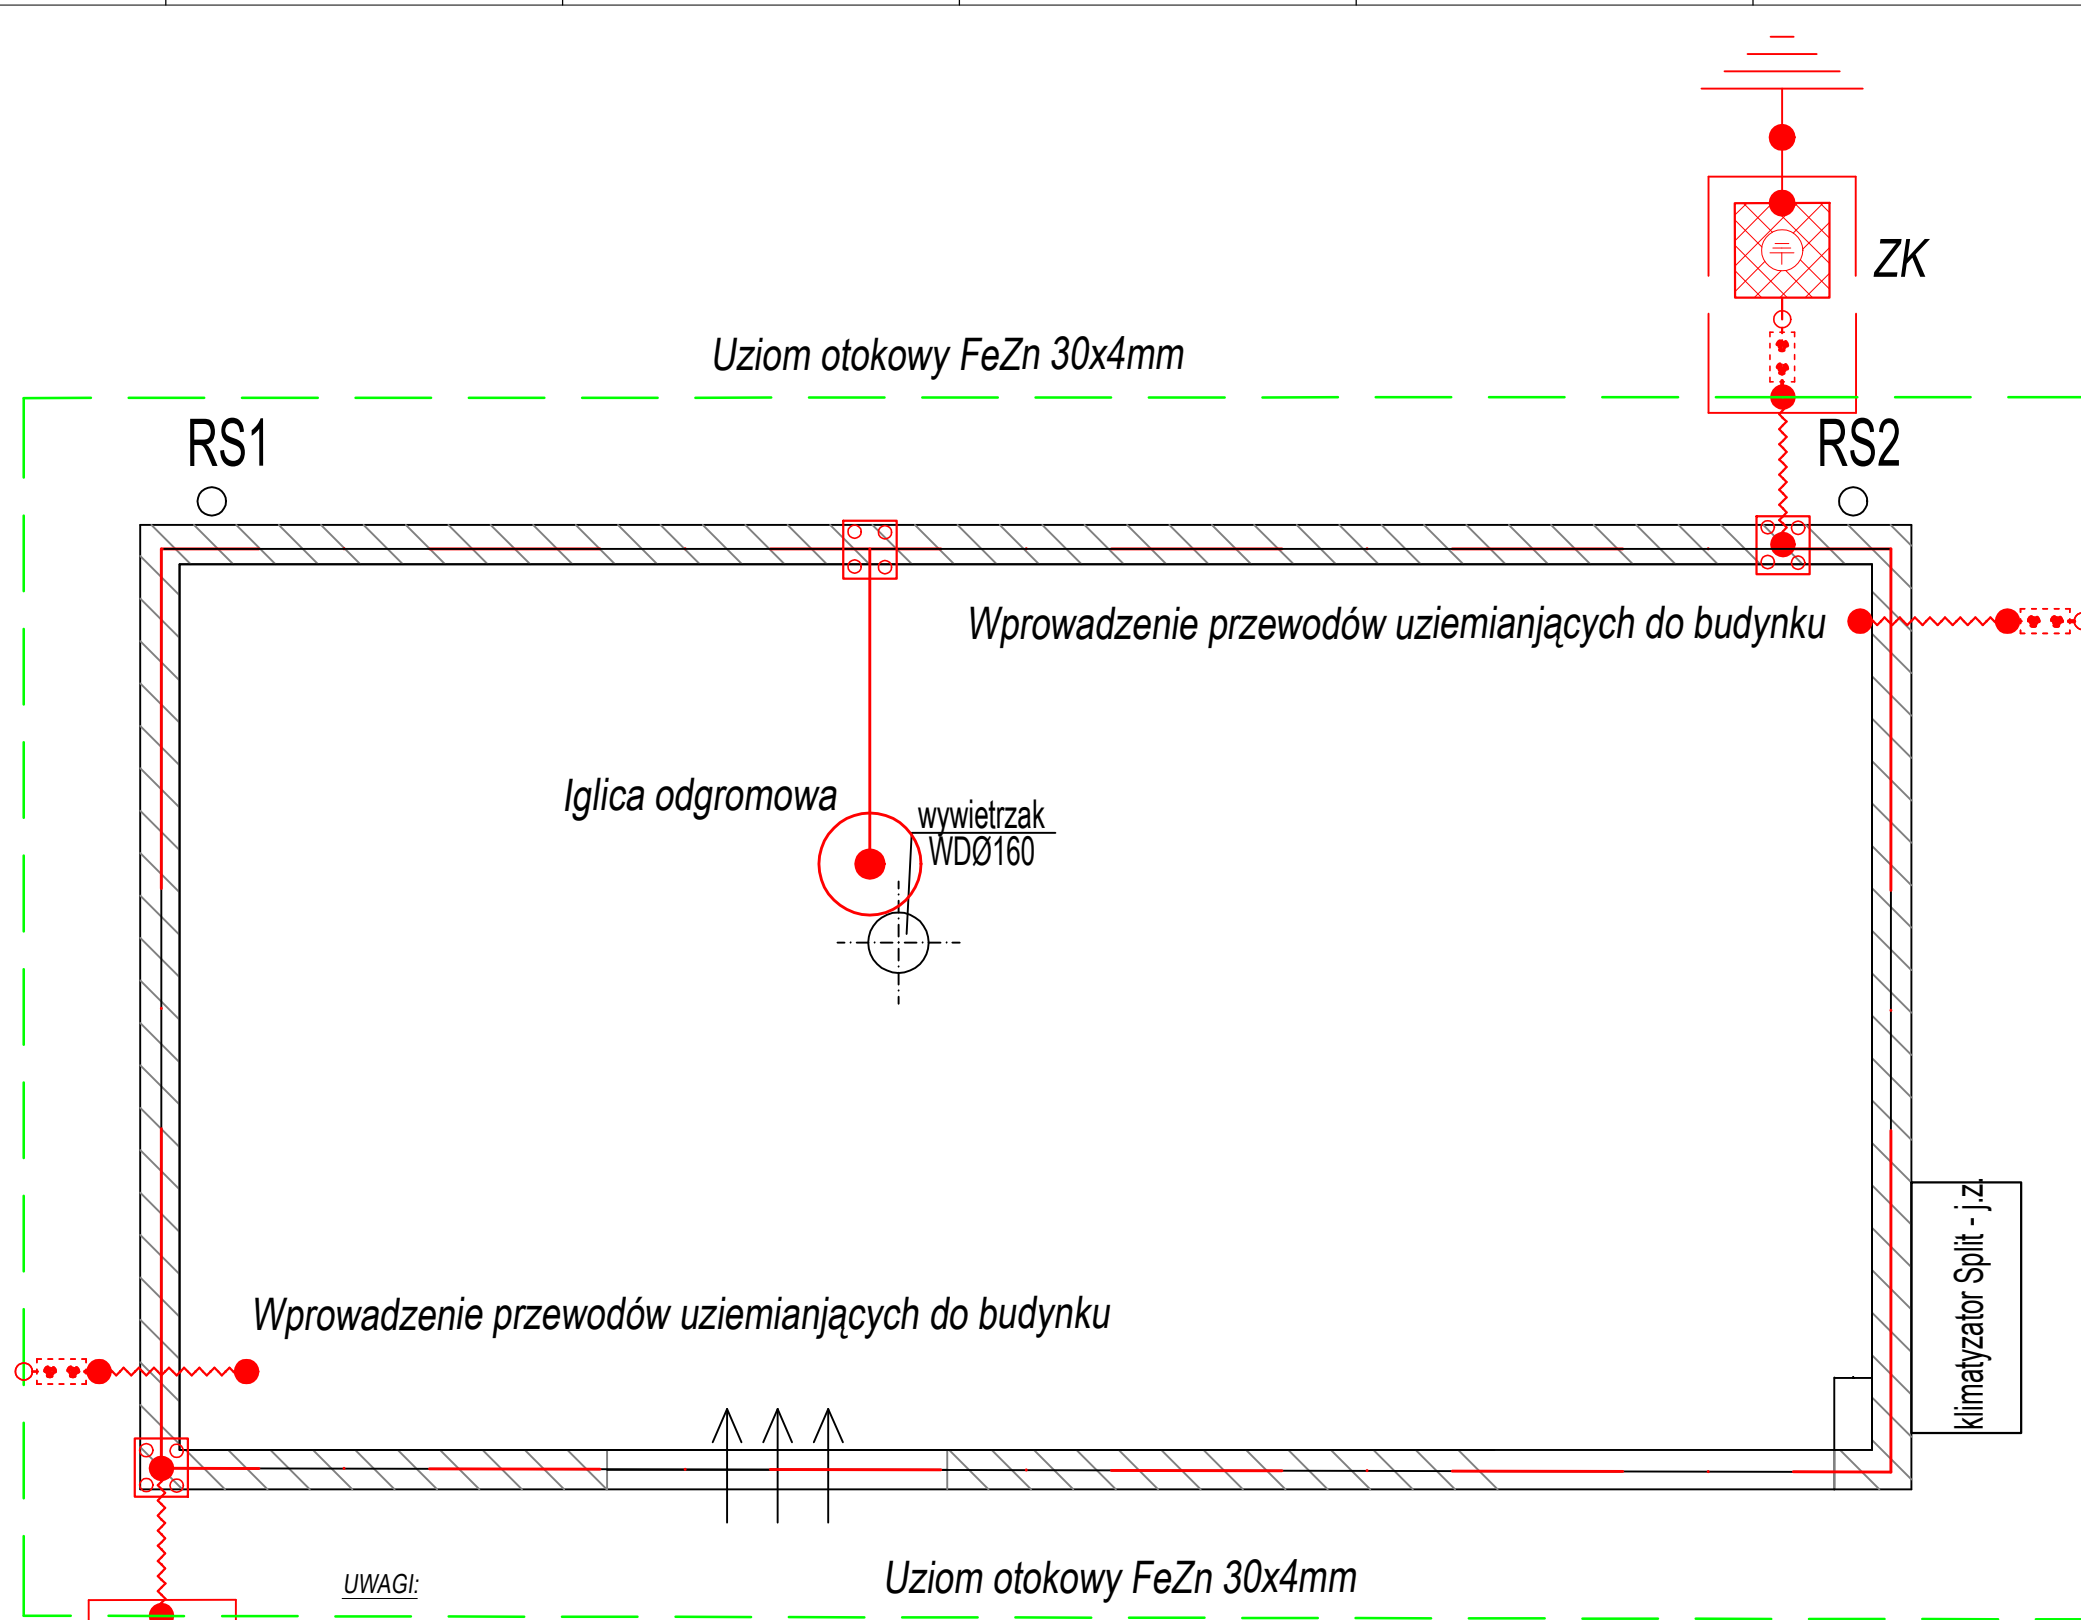 ZK
Uziom otokowy FeZn 30x4mm
RS1
RS2
Wprowadzenie przewodów uziemianjących do budynku
Iglica odgromowa
wywietrzak
WDØ160
klimatyzator Split - j.z.
Wprowadzenie przewodów uziemianjących do budynku
Uziom otokowy FeZn 30x4mm
UWAGI: